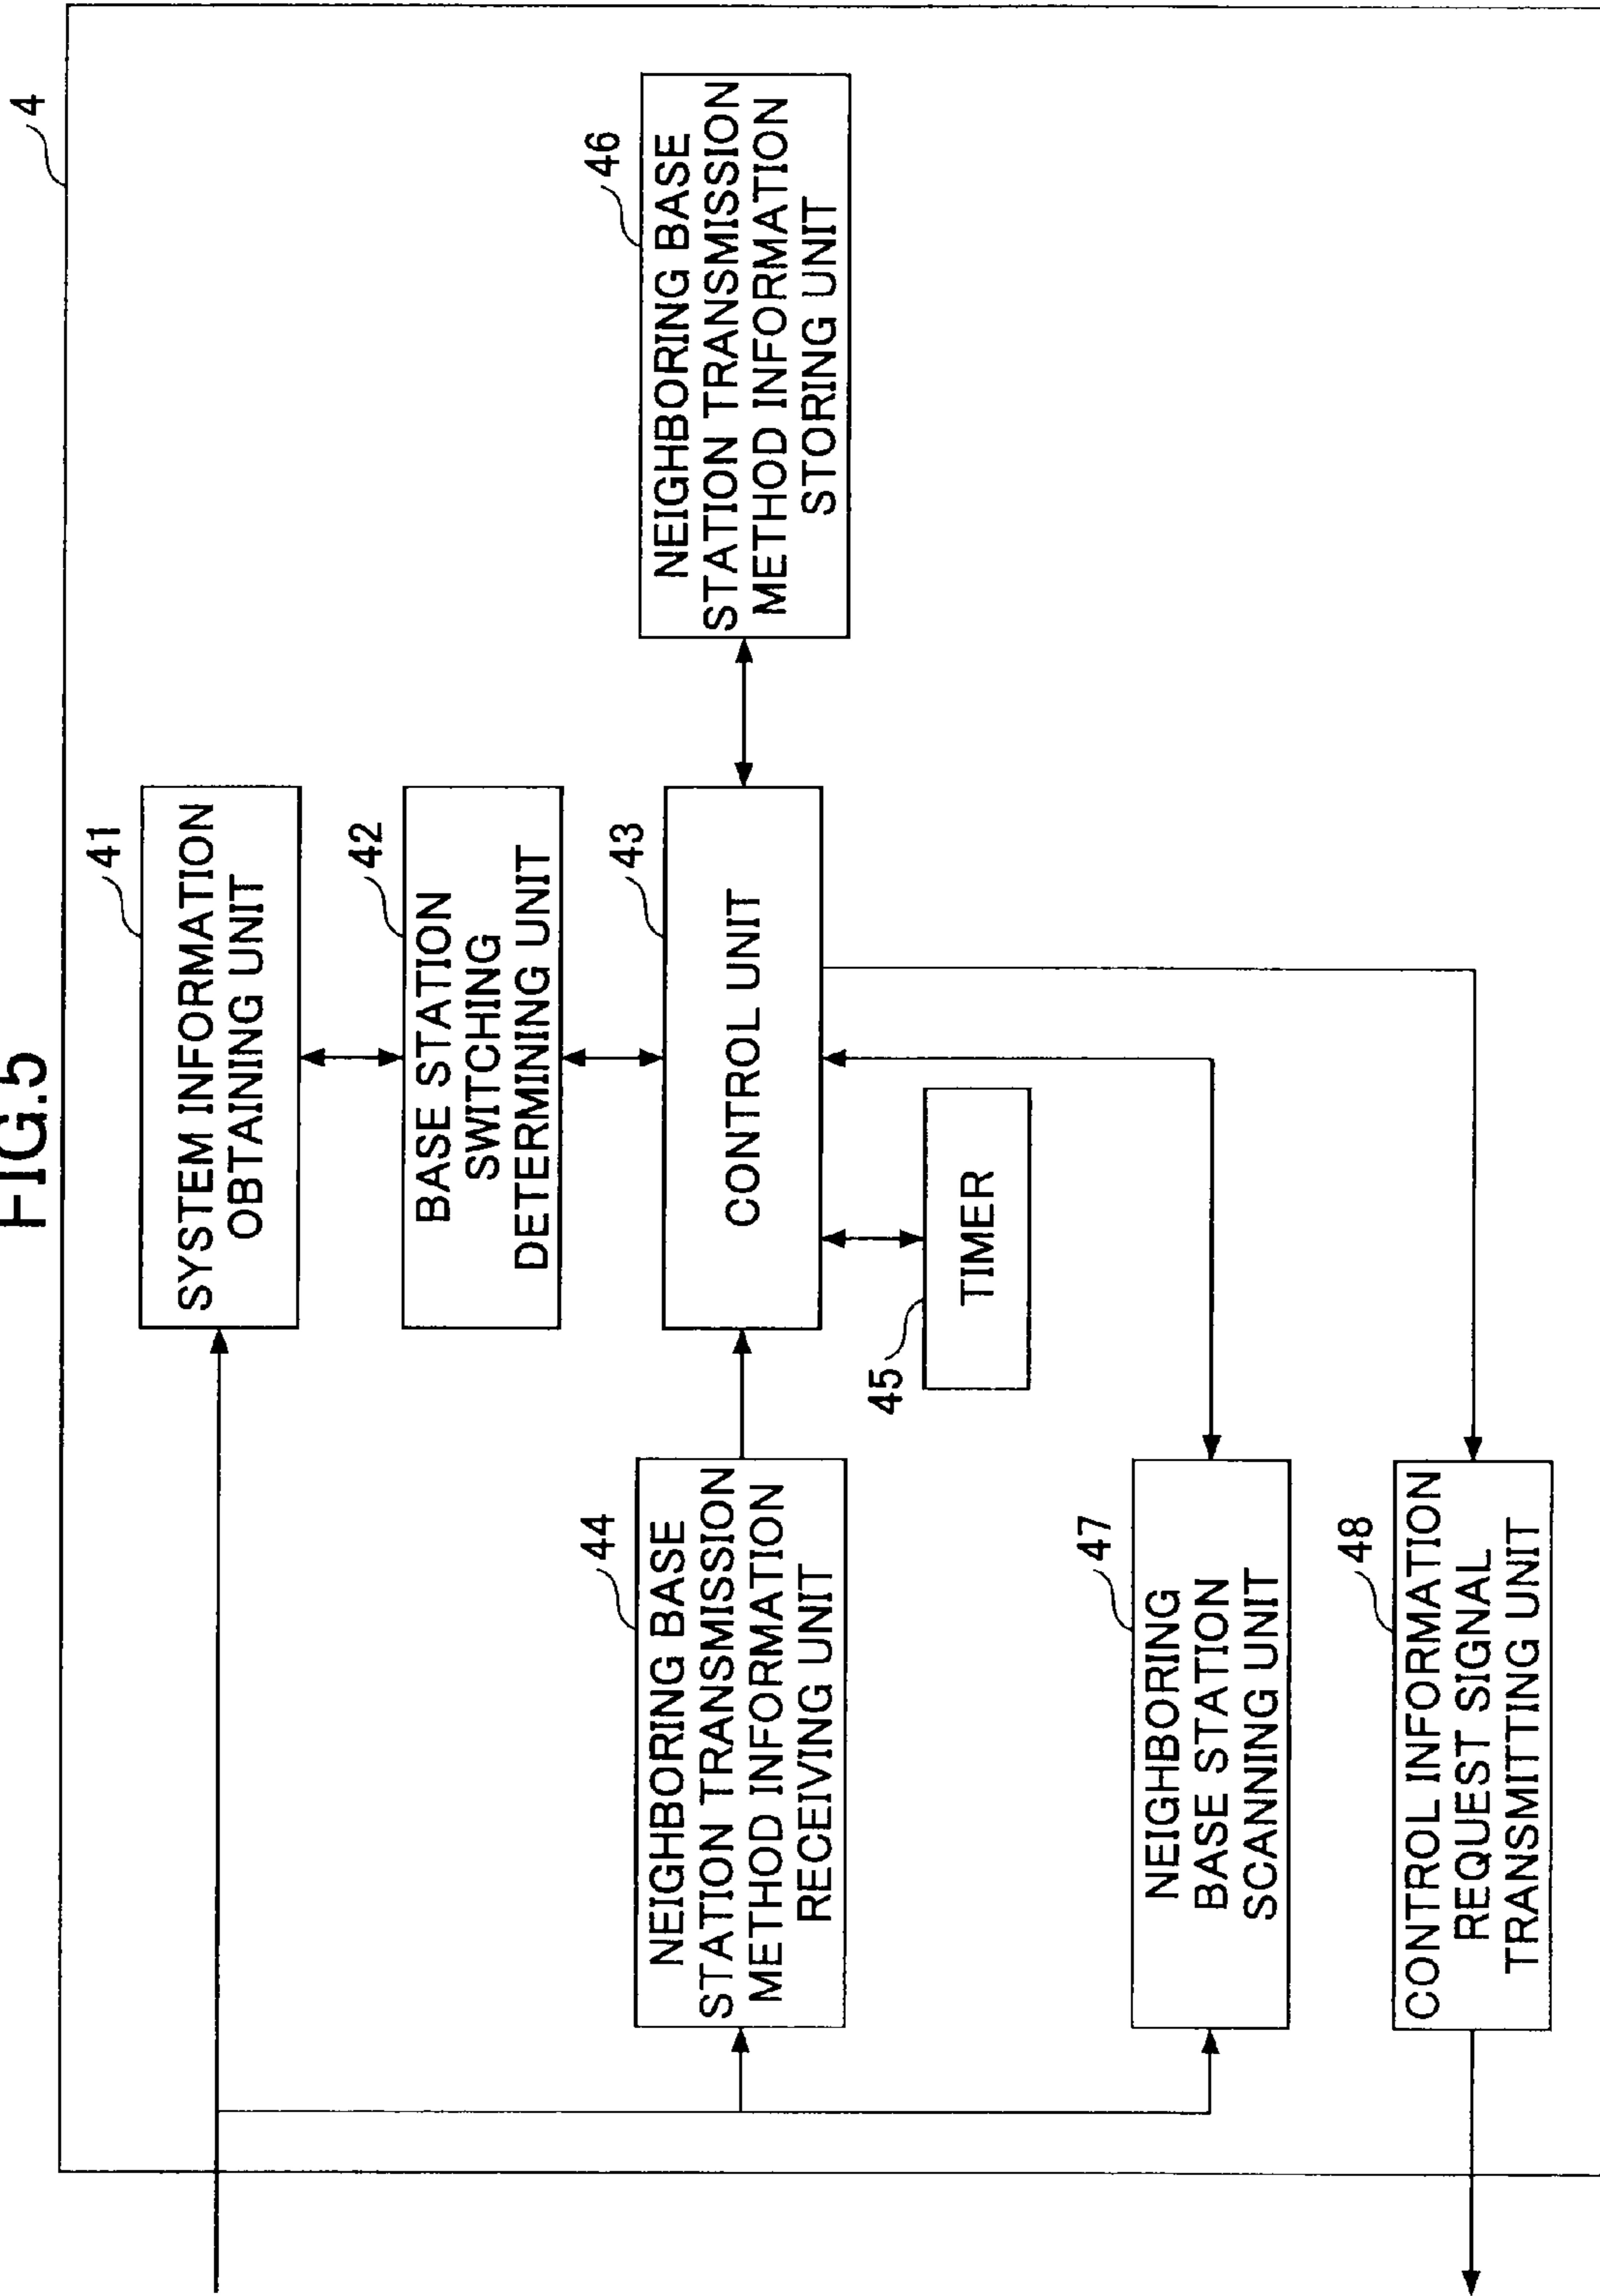 FIG.5
4
41
SYSTEM INFORMATION
OBTAINING UNIT
42
BASE STATION
SWITCHING
DETERMINING UNIT
43
CONTROL UNIT
44
NEIGHBORING BASE
STATION TRANSMISSION
METHOD INFORMATION
RECEIVING UNIT
45
TIMER
46
NEIGHBORING BASE
STATION TRANSMISSION
METHOD INFORMATION
STORING UNIT
47
NEIGHBORING
BASE STATION
SCANNING UNIT
48
CONTROL INFORMATION
REQUEST SIGNAL
TRANSMITTING UNIT